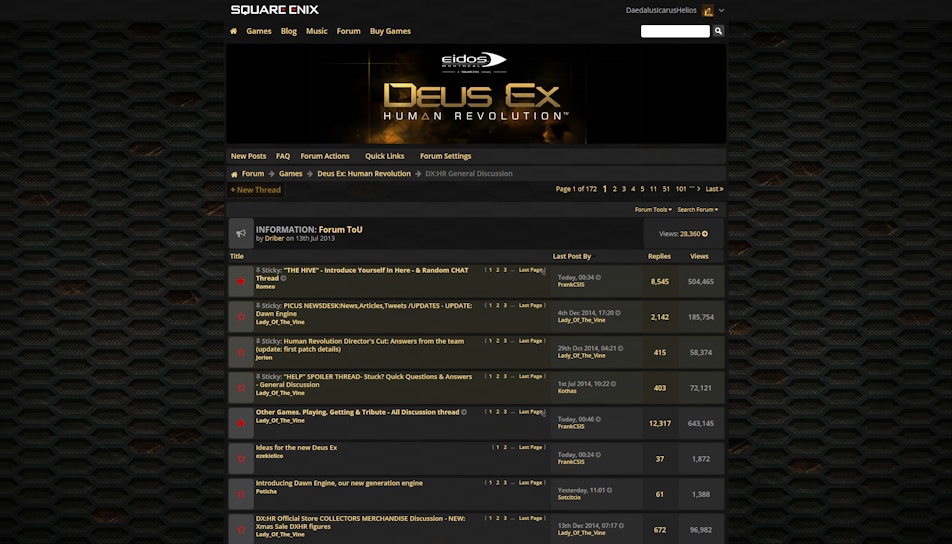 SQUARE ENIX
DaedalusIcarusHelios
Games Blog Music Forum Buy Games
eidos
MONTRÉAL
DEUS EX
HUMAN REVOLUTION™
New Posts FAQ Forum Actions Quick Links Forum Settings
Forum Games Deus Ex: Human Revolution DX:HR General Discussion
+ New Thread
Page 1 of 172 1 2 3 4 5 11 51 101 ... > Last »
Forum Tools Search Forum
INFORMATION: Forum ToU
by Driber on 13th Jul 2013
Views: 28,360
Title Last Post By Replies Views
Sticky: "THE HIVE" - Introduce Yourself In Here - & Random CHAT
Thread
Romeo
( 1 2 3 ... Last Page )
Today, 00:34
FrankCSIS
8,545 504,465
Sticky: PICUS NEWSDESK:News,Articles,Tweets /UPDATES - UPDATE:
Dawn Engine
Lady_Of_The_Vine
( 1 2 3 ... Last Page )
4th Dec 2014, 17:20
Lady_Of_The_Vine
2,142 185,754
Sticky: Human Revolution Director's Cut: Answers from the team
(update: first patch details)
Jerion
( 1 2 3 ... Last Page )
29th Oct 2014, 04:21
Lady_Of_The_Vine
415 58,374
Sticky: "HELP" SPOILER THREAD- Stuck? Quick Questions & Answers
- General Discussion
Lady_Of_The_Vine
( 1 2 3 ... Last Page )
1st Jul 2014, 10:22
Kothas
403 72,121
Other Games. Playing, Getting & Tribute - All Discussion thread
Lady_Of_The_Vine
( 1 2 3 ... Last Page )
Today, 00:46
FrankCSIS
12,317 643,145
Ideas for the new Deus Ex
ezekielico
( 1 2 ... Last Page )
Today, 00:24
FrankCSIS
37 1,872
Introducing Dawn Engine, our new generation engine
Poticha
( 1 2 3 ... Last Page )
Yesterday, 11:01
Sotcitcio
61 1,388
DX:HR Official Store COLLECTORS MERCHANDISE Discussion - NEW:
Xmas Sale DXHR figures
Lady_Of_The_Vine
( 1 2 3 ... Last Page )
13th Dec 2014, 07:17
Lady_Of_The_Vine
672 96,982